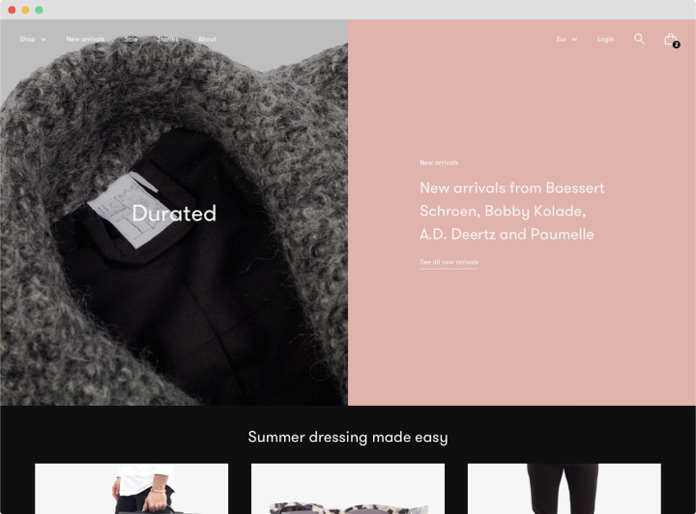 Shop
New arrivals
Sale
Stories
About
Eur
Login
2
Durated
New arrivals
New arrivals from Boessert
Schroen, Bobby Kolade,
A.D. Deertz and Paumelle
See all new arrivals
Summer dressing made easy